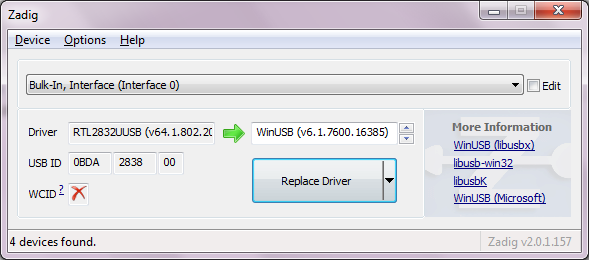 Zadig
Device Options Help
Bulk-In, Interface (Interface 0)
Edit
Driver RTL2832UUSB (v64.1.802.20 WinUSB (v6.1.7600.16385)
USB ID 0BDA 2838 00
WCID ?
Replace Driver
More Information
WinUSB (libusbx)
libusb-win32
libusbK
WinUSB (Microsoft)
4 devices found.
Zadig v2.0.1.157